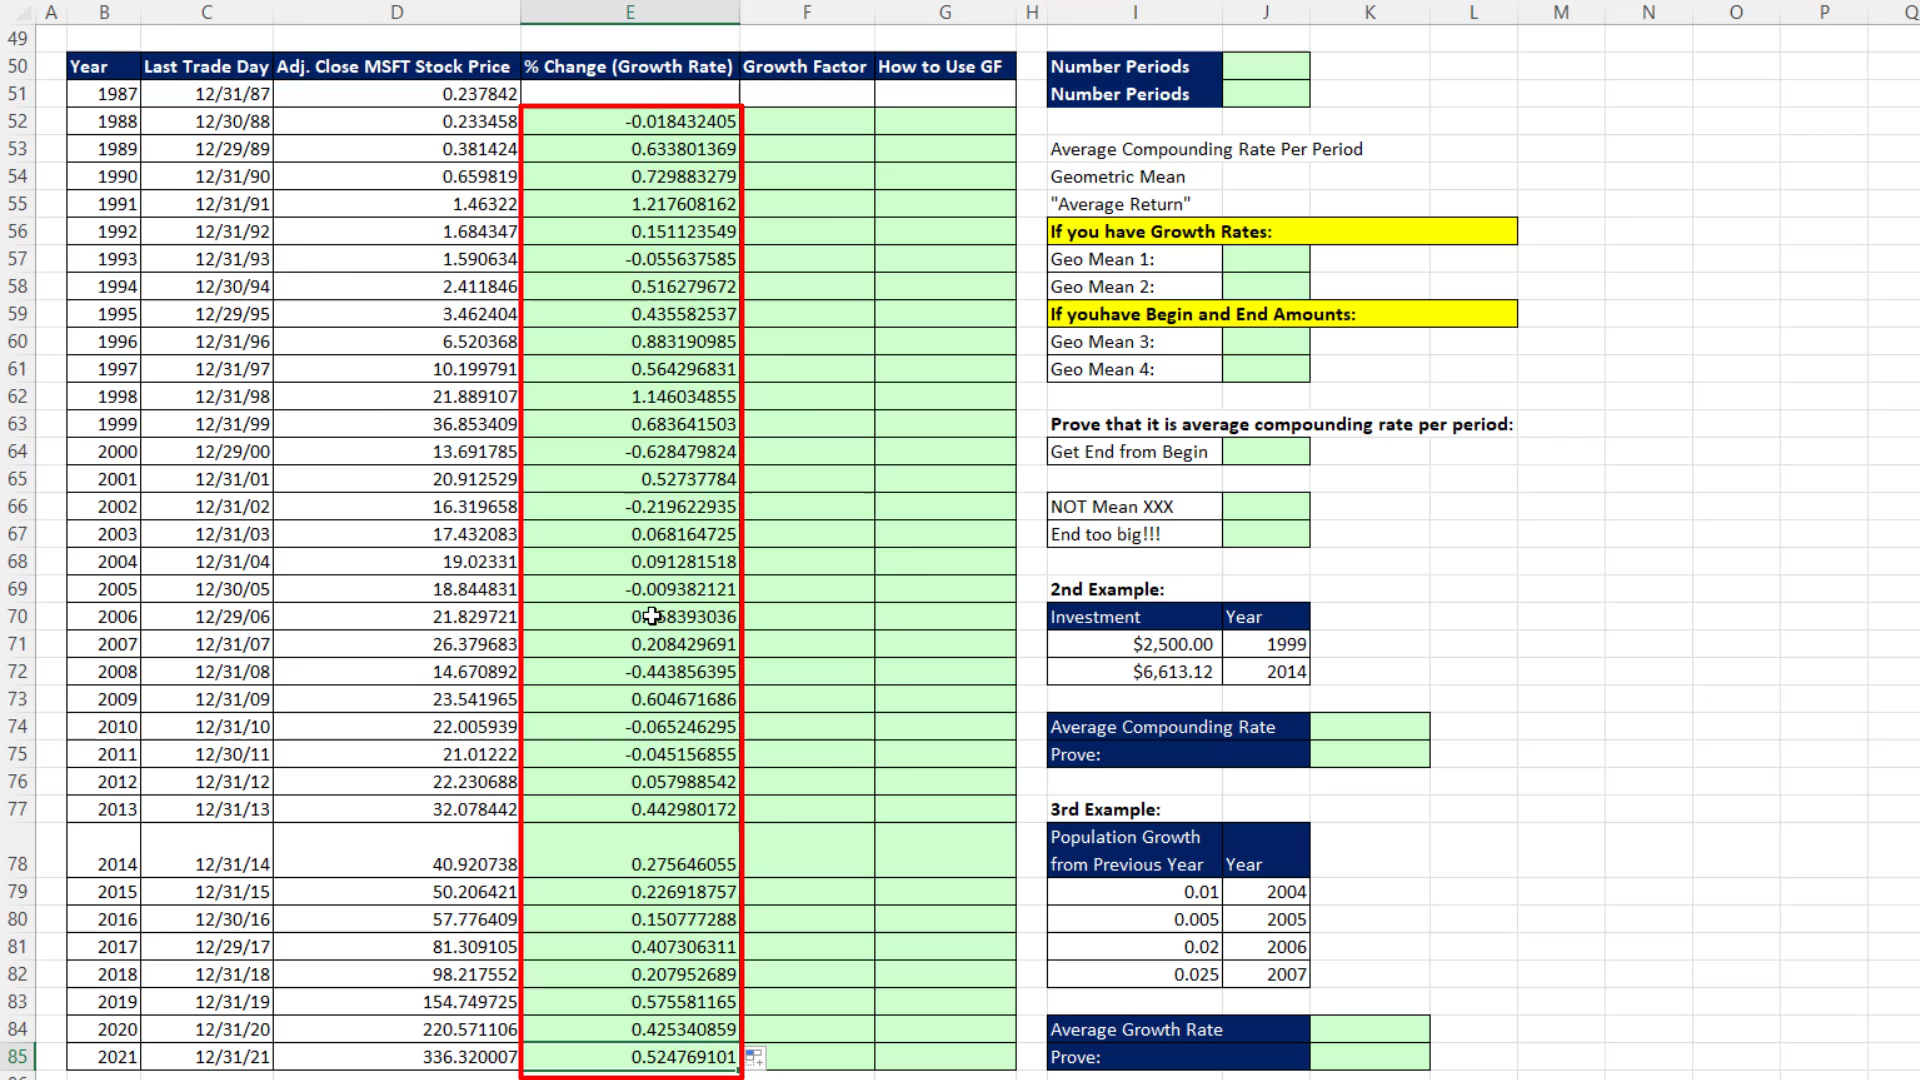 A B C D E F G H I J K L M N O P Q
49
50 Year Last Trade Day Adj. Close MSFT Stock Price % Change (Growth Rate) Growth Factor How to Use GF Number Periods
51 1987 12/31/87 0.237842 Number Periods
52 1988 12/30/88 0.233458 -0.018432405
53 1989 12/29/89 0.381424 0.633801369 Average Compounding Rate Per Period
54 1990 12/31/90 0.659819 0.729883279 Geometric Mean
55 1991 12/31/91 1.46322 1.217608162 "Average Return"
56 1992 12/31/92 1.684347 0.151123549 If you have Growth Rates:
57 1993 12/31/93 1.590634 -0.055637585 Geo Mean 1:
58 1994 12/30/94 2.411846 0.516279672 Geo Mean 2:
59 1995 12/29/95 3.462404 0.435582537 If youhave Begin and End Amounts:
60 1996 12/31/96 6.520368 0.883190985 Geo Mean 3:
61 1997 12/31/97 10.199791 0.564296831 Geo Mean 4:
62 1998 12/31/98 21.889107 1.146034855
63 1999 12/31/99 36.853409 0.683641503 Prove that it is average compounding rate per period:
64 2000 12/29/00 13.691785 -0.628479824 Get End from Begin
65 2001 12/31/01 20.912529 0.52737784
66 2002 12/31/02 16.319658 -0.219622935 NOT Mean XXX
67 2003 12/31/03 17.432083 0.068164725 End too big!!!
68 2004 12/31/04 19.02331 0.091281518
69 2005 12/30/05 18.844831 -0.009382121 2nd Example:
70 2006 12/29/06 21.829721 Investment Year
71 2007 12/31/07 26.379683 0.208429691 $2,500.00 1999
72 2008 12/31/08 14.670892 -0.443856395 $6,613.12 2014
73 2009 12/31/09 23.541965 0.604671686
74 2010 12/31/10 22.005939 -0.065246295 Average Compounding Rate
75 2011 12/30/11 21.01222 -0.045156855 Prove:
76 2012 12/31/12 22.230688 0.057988542
77 2013 12/31/13 32.078442 0.442980172 3rd Example:
Population Growth
78 2014 12/31/14 40.920738 0.275646055 from Previous Year Year
79 2015 12/31/15 50.206421 0.226918757 0.01 2004
80 2016 12/30/16 57.776409 0.150777288 0.005 2005
81 2017 12/29/17 81.309105 0.407306311 0.02 2006
82 2018 12/31/18 98.217552 0.207952689 0.025 2007
83 2019 12/31/19 154.749725 0.575581165
84 2020 12/31/20 220.571106 0.425340859 Average Growth Rate
85 2021 12/31/21 336.320007 0.524769101 Prove: